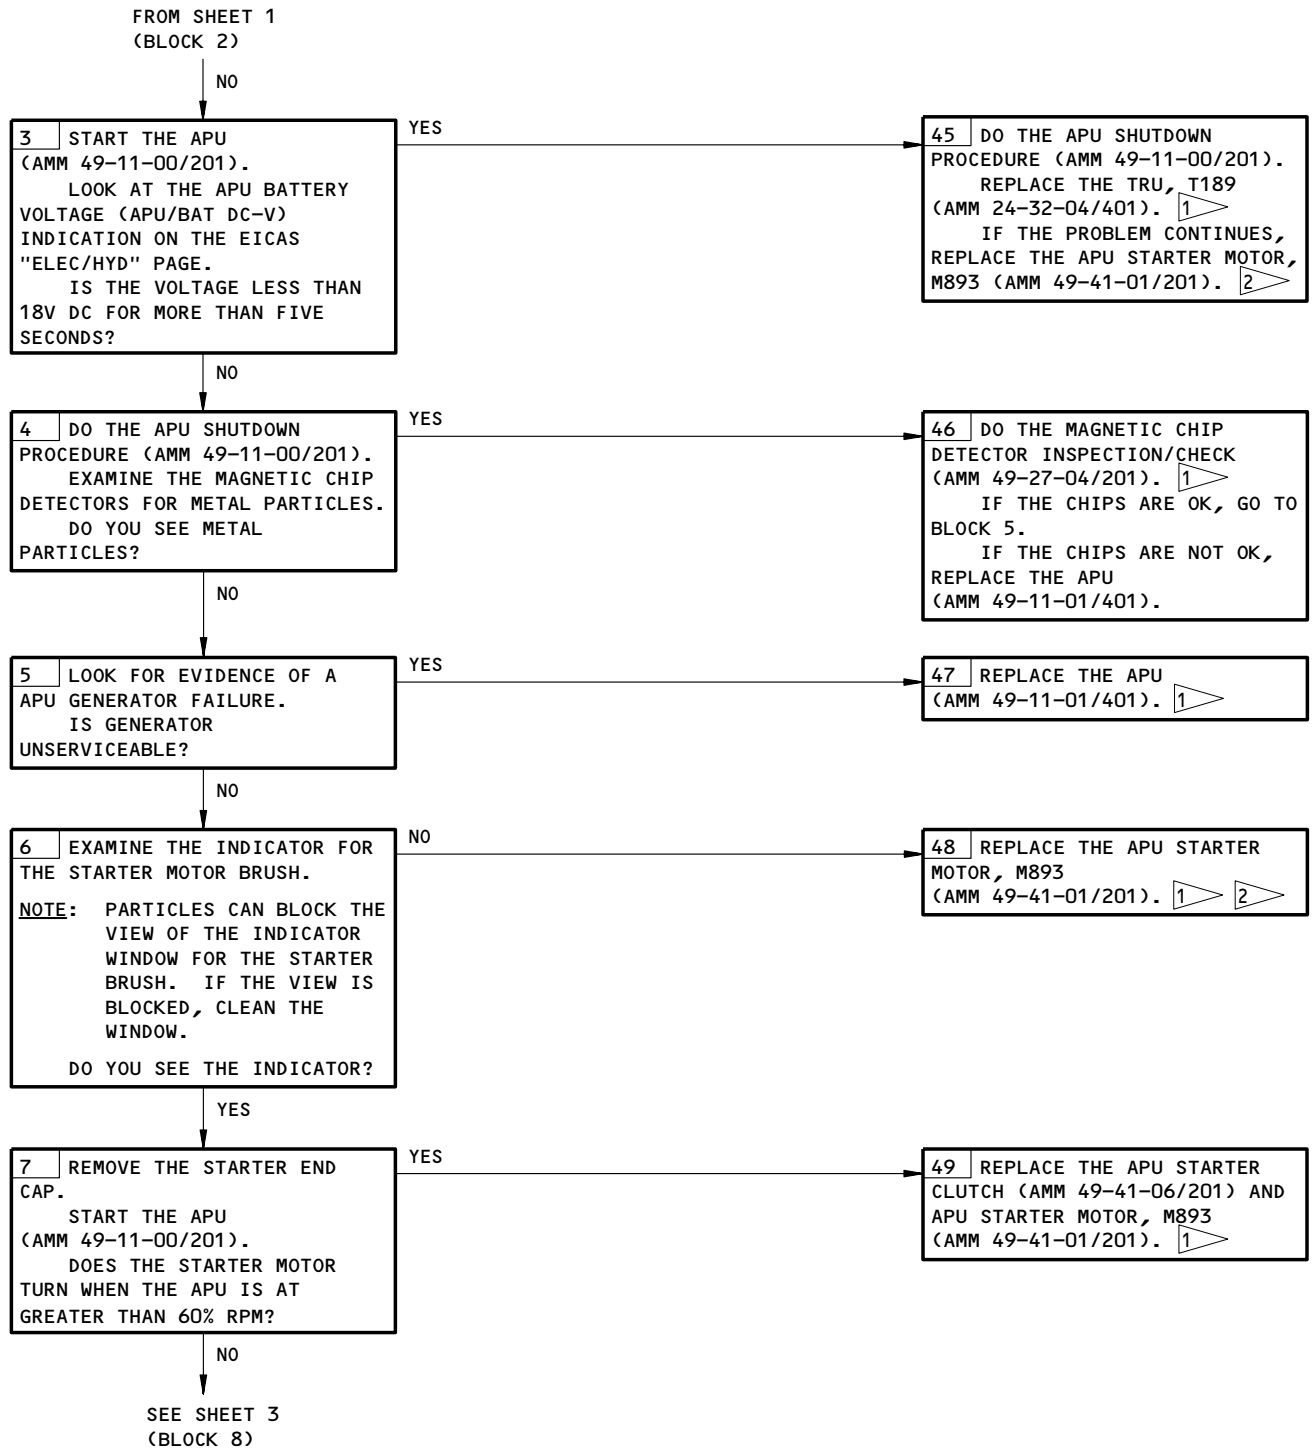 FROM SHEET 1
(BLOCK 2)
NO
3 START THE APU
(AMM 49-11-00/201).
LOOK AT THE APU BATTERY
VOLTAGE (APU/BAT DC-V)
INDICATION ON THE EICAS
"ELEC/HYD" PAGE.
IS THE VOLTAGE LESS THAN
18V DC FOR MORE THAN FIVE
SECONDS?
YES
45 DO THE APU SHUTDOWN
PROCEDURE (AMM 49-11-00/201).
REPLACE THE TRU, T189
(AMM 24-32-04/401). 1
IF THE PROBLEM CONTINUES,
REPLACE THE APU STARTER MOTOR,
M893 (AMM 49-41-01/201). 2
NO
4 DO THE APU SHUTDOWN
PROCEDURE (AMM 49-11-00/201).
EXAMINE THE MAGNETIC CHIP
DETECTORS FOR METAL PARTICLES.
DO YOU SEE METAL
PARTICLES?
YES
46 DO THE MAGNETIC CHIP
DETECTOR INSPECTION/CHECK
(AMM 49-27-04/201). 1
IF THE CHIPS ARE OK, GO TO
BLOCK 5.
IF THE CHIPS ARE NOT OK,
REPLACE THE APU
(AMM 49-11-01/401).
NO
5 LOOK FOR EVIDENCE OF A
APU GENERATOR FAILURE.
IS GENERATOR
UNSERVICEABLE?
YES
47 REPLACE THE APU
(AMM 49-11-01/401). 1
NO
6 EXAMINE THE INDICATOR FOR
THE STARTER MOTOR BRUSH.
NOTE: PARTICLES CAN BLOCK THE
VIEW OF THE INDICATOR
WINDOW FOR THE STARTER
BRUSH. IF THE VIEW IS
BLOCKED, CLEAN THE
WINDOW.
DO YOU SEE THE INDICATOR?
NO
48 REPLACE THE APU STARTER
MOTOR, M893
(AMM 49-41-01/201). 1 2
YES
7 REMOVE THE STARTER END
CAP.
START THE APU
(AMM 49-11-00/201).
DOES THE STARTER MOTOR
TURN WHEN THE APU IS AT
GREATER THAN 60% RPM?
YES
49 REPLACE THE APU STARTER
CLUTCH (AMM 49-41-06/201) AND
APU STARTER MOTOR, M893
(AMM 49-41-01/201). 1
NO
SEE SHEET 3
(BLOCK 8)